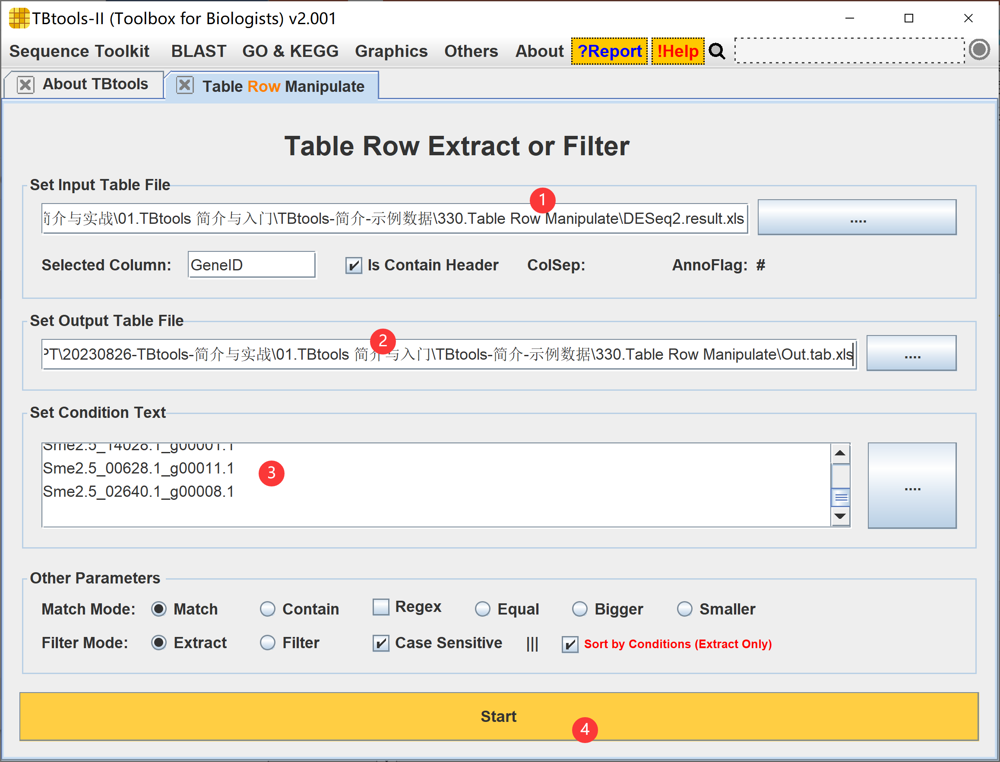 TBtools-II (Toolbox for Biologists) v2.001
Sequence Toolkit BLAST GO & KEGG Graphics Others About ?Report !Help
About TBtools Table Row Manipulate
Table Row Extract or Filter
Set Input Table File
1
简介与实战\01.TBtools 简介与入门\TBtools-简介-示例数据\330.Table Row Manipulate\DESeq2.result.xls ....
Selected Column: GeneID Is Contain Header ColSep: AnnoFlag: #
Set Output Table File
2
PT\20230826-TBtools-简介与实战\01.TBtools 简介与入门\TBtools-简介-示例数据\330.Table Row Manipulate\Out.tab.xls ....
Set Condition Text
Sme2.5_14028.1_g00001.1
Sme2.5_00628.1_g00011.1 3
Sme2.5_02640.1_g00008.1 ....
Other Parameters
Match Mode: Match Contain Regex Equal Bigger Smaller
Filter Mode: Extract Filter Case Sensitive ||| Sort by Conditions (Extract Only)
Start
4